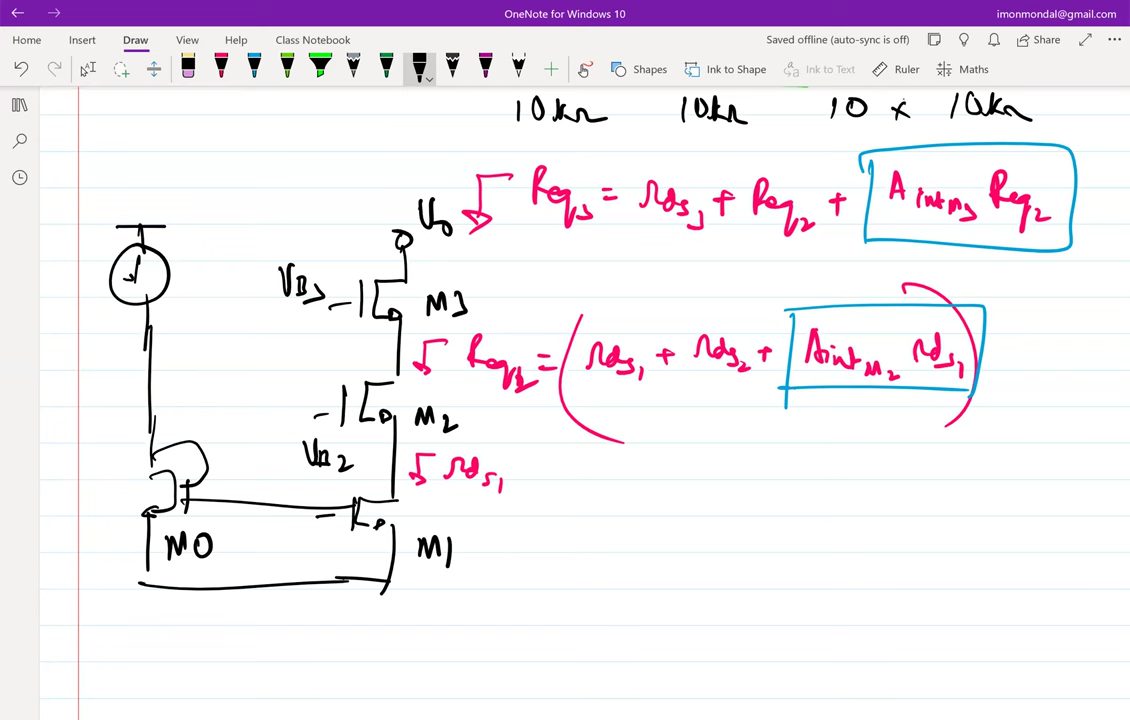 OneNote for Windows 10
imonmondal@gmail.com
Home Insert Draw View Help Class Notebook
Saved offline (auto-sync is off) Share
Shapes Ink to Shape Ink to Text Ruler Maths
10kΩ 10kΩ 10 x 10kΩ
Req3 = rds3 + Req2 + AintM3 Req2
Vo
VB3
M3
Req2 = (rds1 + rds2 + AintM2 rds1)
M2
VB2
rds1
M0
M1